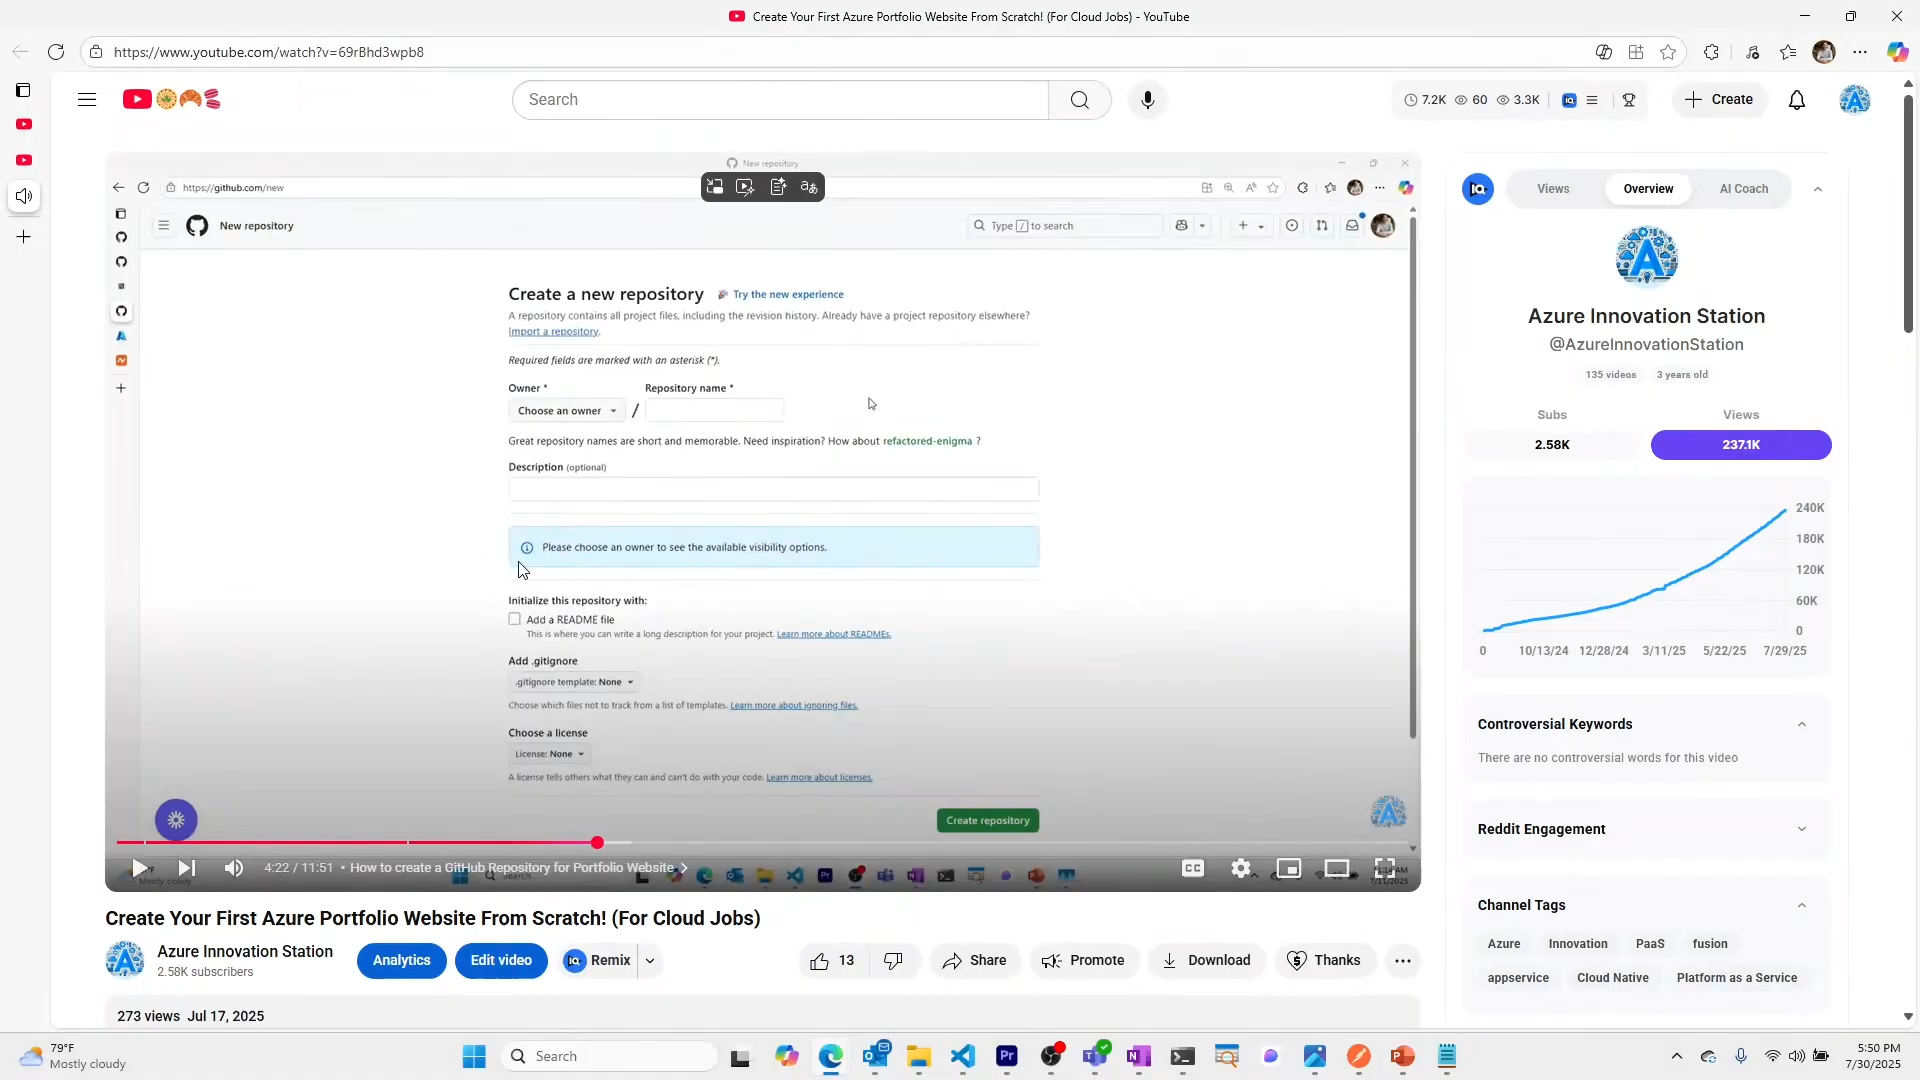 Create Your First Azure Portfolio Website From Scratch! (For Cloud Jobs) - YouTube
https://www.youtube.com/watch?v=69rBhd3wpb8
Search
7.2K 60 3.3K
Create
New repository
https://github.com/new
New repository
Type / to search
Create a new repository
Try the new experience
A repository contains all project files, including the revision history. Already have a project repository elsewhere?
Import a repository.
Required fields are marked with an asterisk (*).
Owner *
Repository name *
Choose an owner
/
Great repository names are short and memorable. Need inspiration? How about refactored-enigma ?
Description (optional)
Please choose an owner to see the available visibility options.
Initialize this repository with:
Add a README file
This is where you can write a long description for your project. Learn more about READMEs.
Add .gitignore
.gitignore template: None
Choose which files not to track from a list of templates. Learn more about ignoring files.
Choose a license
License: None
A license tells others what they can and can't do with your code. Learn more about licenses.
Create repository
4:22 / 11:51 • How to create a GitHub Repository for Portfolio Website
CC
Mostly cloudy
Search
7/11/2025
Create Your First Azure Portfolio Website From Scratch! (For Cloud Jobs)
Azure Innovation Station
2.58K subscribers
Analytics
Edit video
Remix
13
Share
Promote
Download
Thanks
273 views Jul 17, 2025
Views
Overview
AI Coach
Azure Innovation Station
@AzureInnovationStation
135 videos
3 years old
Subs
Views
2.58K
237.1K
240K
180K
120K
60K
0
0 10/13/24 12/28/24 3/11/25 5/22/25 7/29/25
Controversial Keywords
There are no controversial words for this video
Reddit Engagement
Channel Tags
Azure Innovation PaaS fusion
appservice Cloud Native Platform as a Service
79°F
Mostly cloudy
Search
5:50 PM
7/30/2025